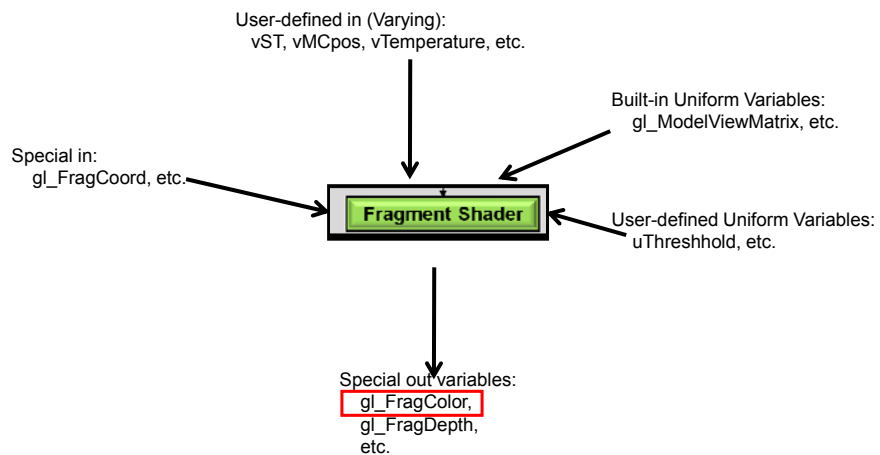 User-defined in (Varying):
vST, vMCpos, vTemperature, etc.
Built-in Uniform Variables:
gl_ModelViewMatrix, etc.
Special in:
gl_FragCoord, etc.
Fragment Shader
User-defined Uniform Variables:
uThreshhold, etc.
Special out variables:
gl_FragColor,
gl_FragDepth,
etc.